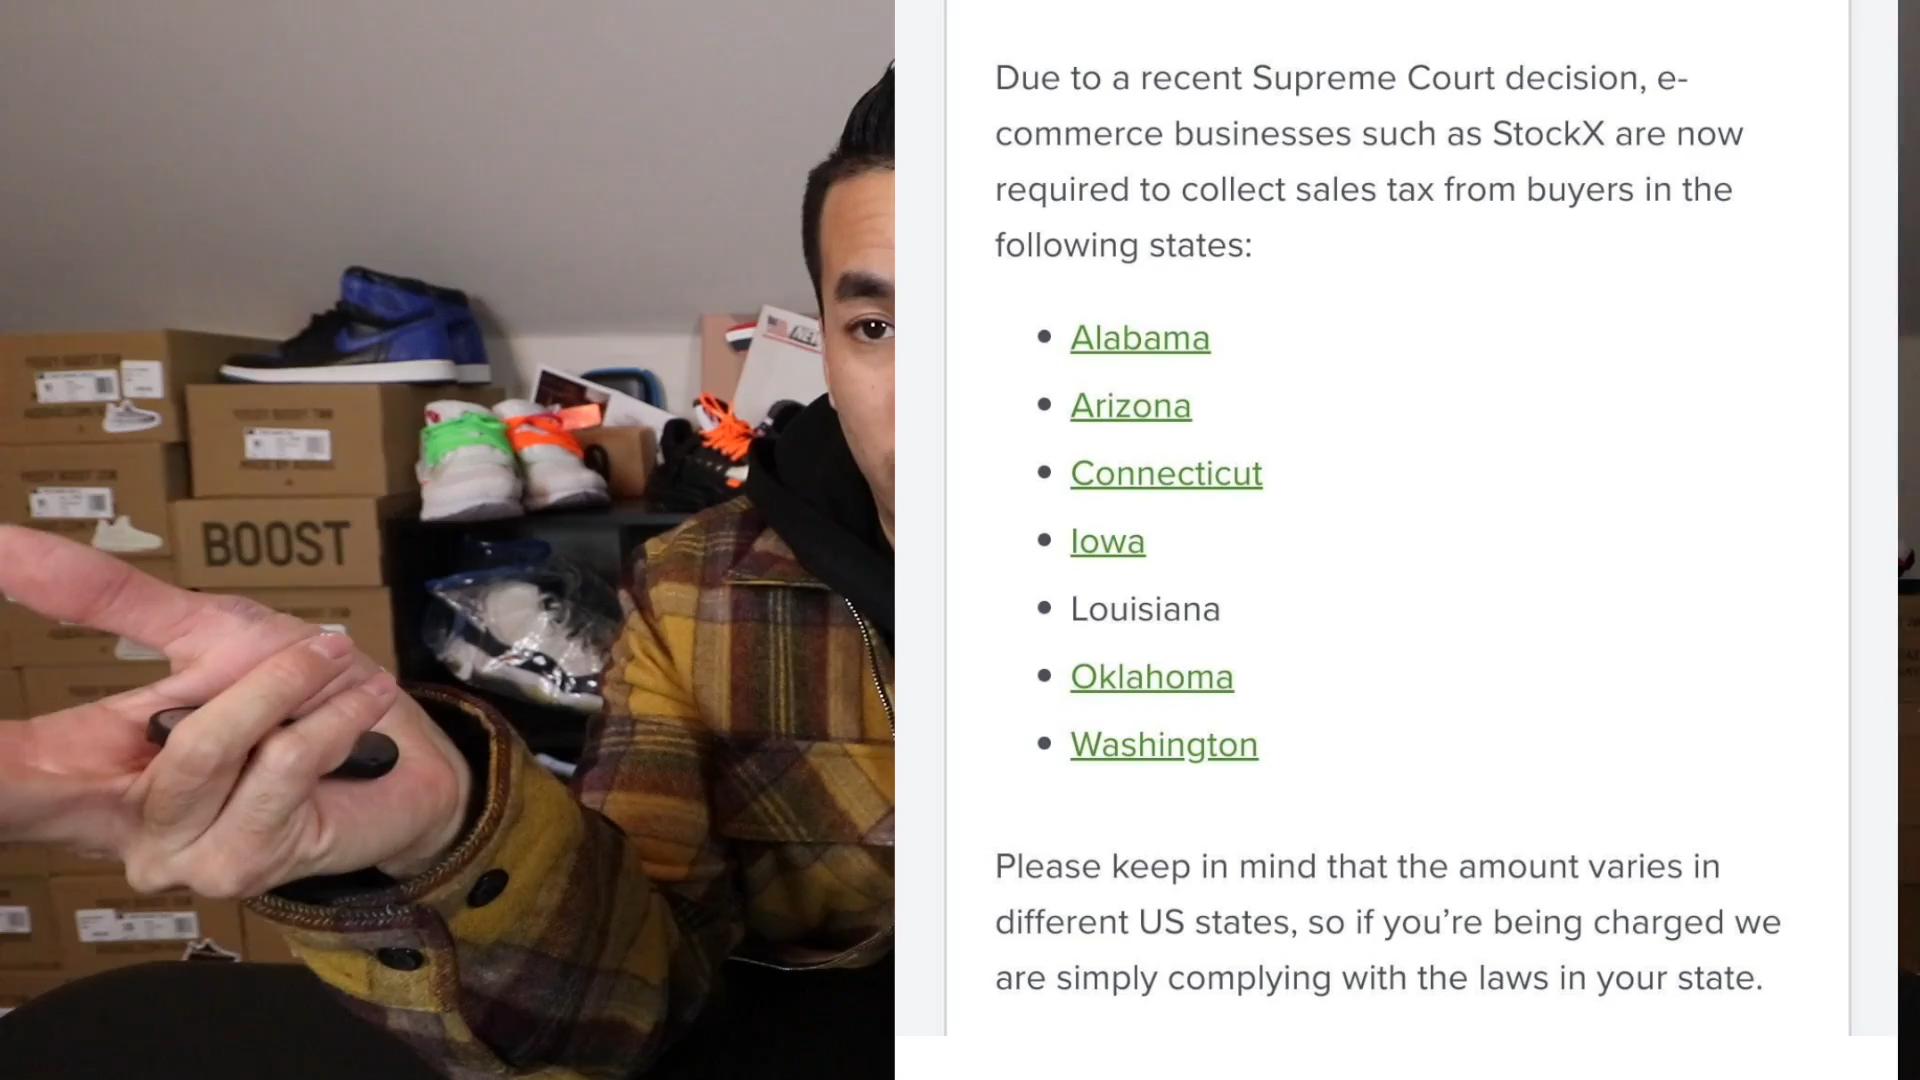 Due to a recent Supreme Court decision, e-
commerce businesses such as StockX are now
required to collect sales tax from buyers in the
following states:
Alabama
Arizona
Connecticut
Iowa
Louisiana
Oklahoma
Washington
Please keep in mind that the amount varies in
different US states, so if you’re being charged we
are simply complying with the laws in your state.
BOOST